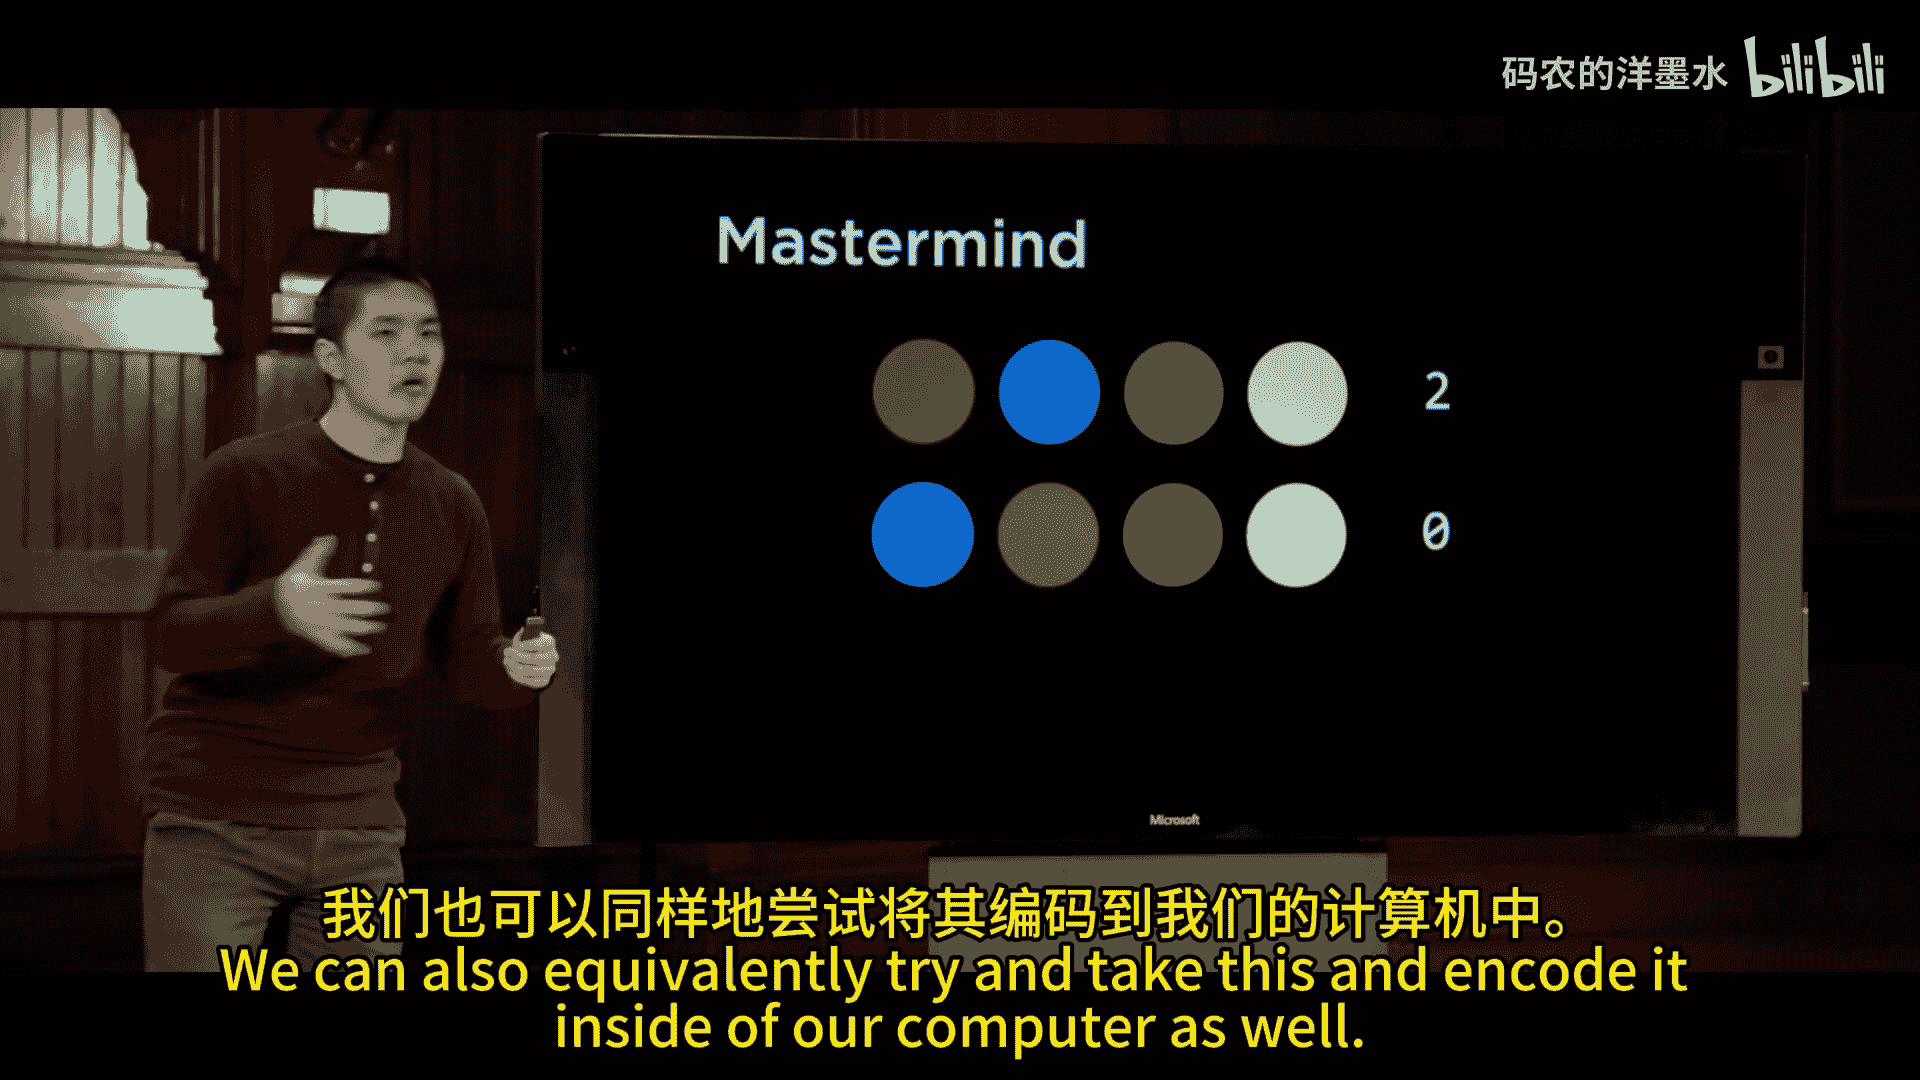 码农的洋墨水 bilibili
Mastermind
2
0
Microsoft
我们也可以同样地尝试将其编码到我们的计算机中。
We can also equivalently try and take this and encode it
inside of our computer as well.